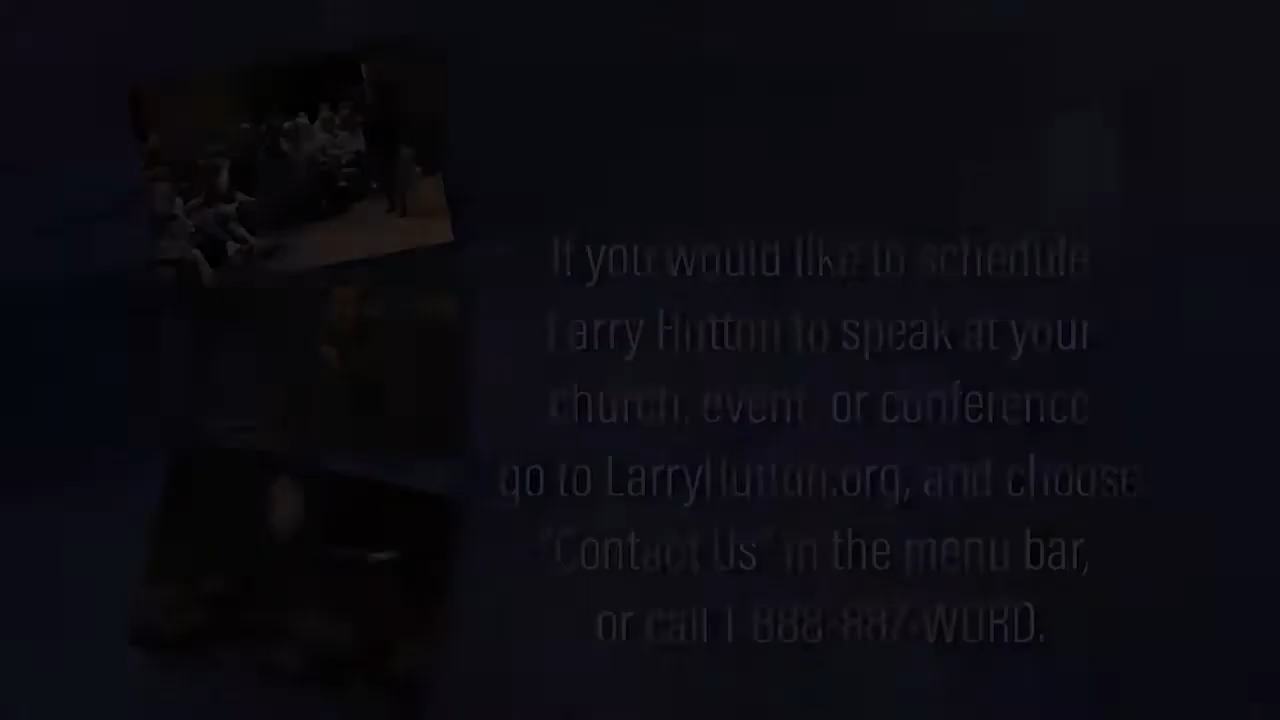 If you would like to schedule
Larry Hutton to speak at your
church, event, or conference
go to LarryHutton.org, and choose
"Contact Us" in the menu bar,
or call 1-888-887-WORD.